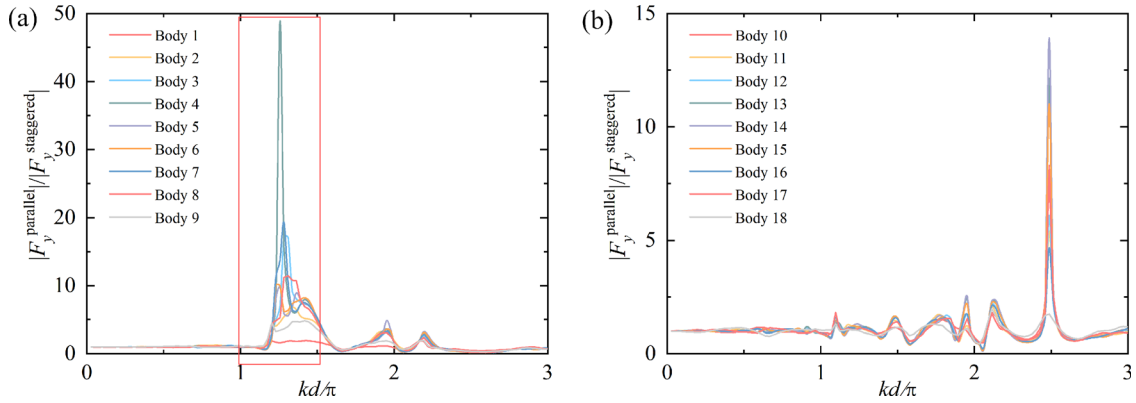 (a)
|F_y^parallel|/|F_y^staggered|
50
40
30
20
10
0
Body 1
Body 2
Body 3
Body 4
Body 5
Body 6
Body 7
Body 8
Body 9
0
1
2
3
kd/π
(b)
|F_y^parallel|/|F_y^staggered|
15
10
5
0
Body 10
Body 11
Body 12
Body 13
Body 14
Body 15
Body 16
Body 17
Body 18
0
1
2
3
kd/π